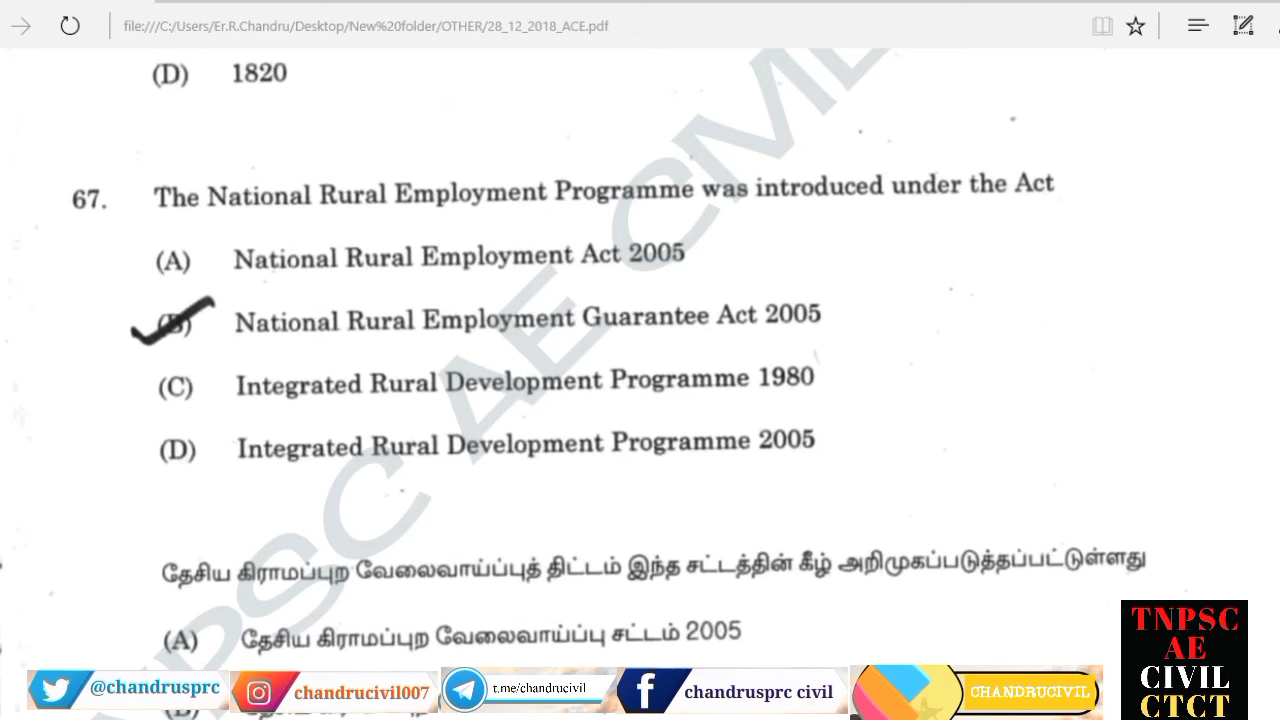 file:///C:/Users/Er.R.Chandru/Desktop/New%20folder/OTHER/28_12_2018_ACE.pdf
(D) 1820
67. The National Rural Employment Programme was introduced under the Act
(A) National Rural Employment Act 2005
(B) National Rural Employment Guarantee Act 2005
(C) Integrated Rural Development Programme 1980
(D) Integrated Rural Development Programme 2005
தேசிய கிராமப்புற வேலைவாய்ப்புத் திட்டம் இந்த சட்டத்தின் கீழ் அறிமுகப்படுத்தப்பட்டுள்ளது
(A) தேசிய கிராமப்புற வேலைவாய்ப்பு சட்டம் 2005
TNPSC
AE
CIVIL
CTCT
@chandrusprc
chandrucivil007
t.me/chandrucivil
chandrusprc civil
CHANDRUCIVIL
PSC AE CIVIL